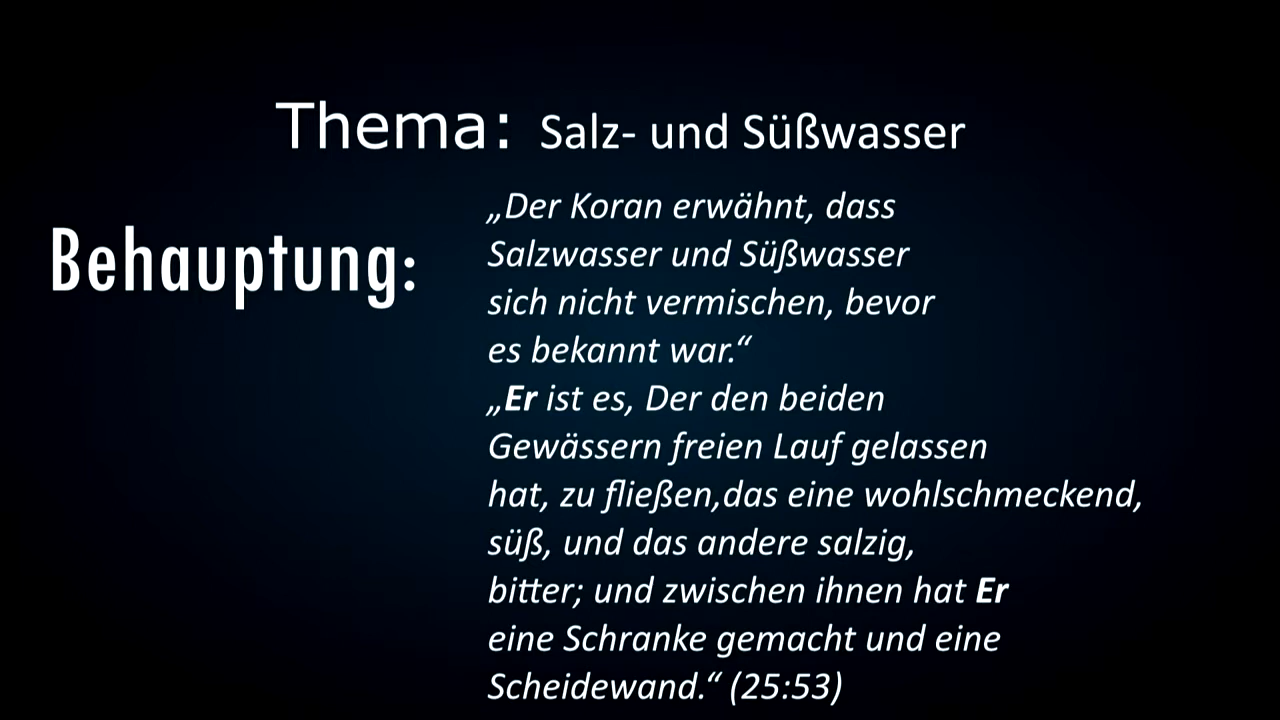 Thema: Salz- und Süßwasser
Behauptung:
„Der Koran erwähnt, dass
Salzwasser und Süßwasser
sich nicht vermischen, bevor
es bekannt war.“
„Er ist es, Der den beiden
Gewässern freien Lauf gelassen
hat, zu fließen,das eine wohlschmeckend,
süß, und das andere salzig,
bitter; und zwischen ihnen hat Er
eine Schranke gemacht und eine
Scheidewand.“ (25:53)